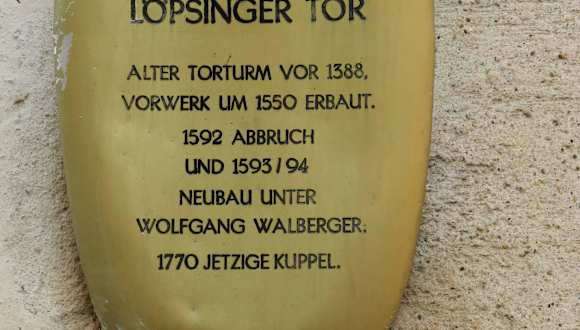 LÖPSINGER TOR
ALTER TORTURM VOR 1388,
VORWERK UM 1550 ERBAUT.
1592 ABBRUCH
UND 1593/94
NEUBAU UNTER
WOLFGANG WALBERGER;
1770 JETZIGE KUPPEL.